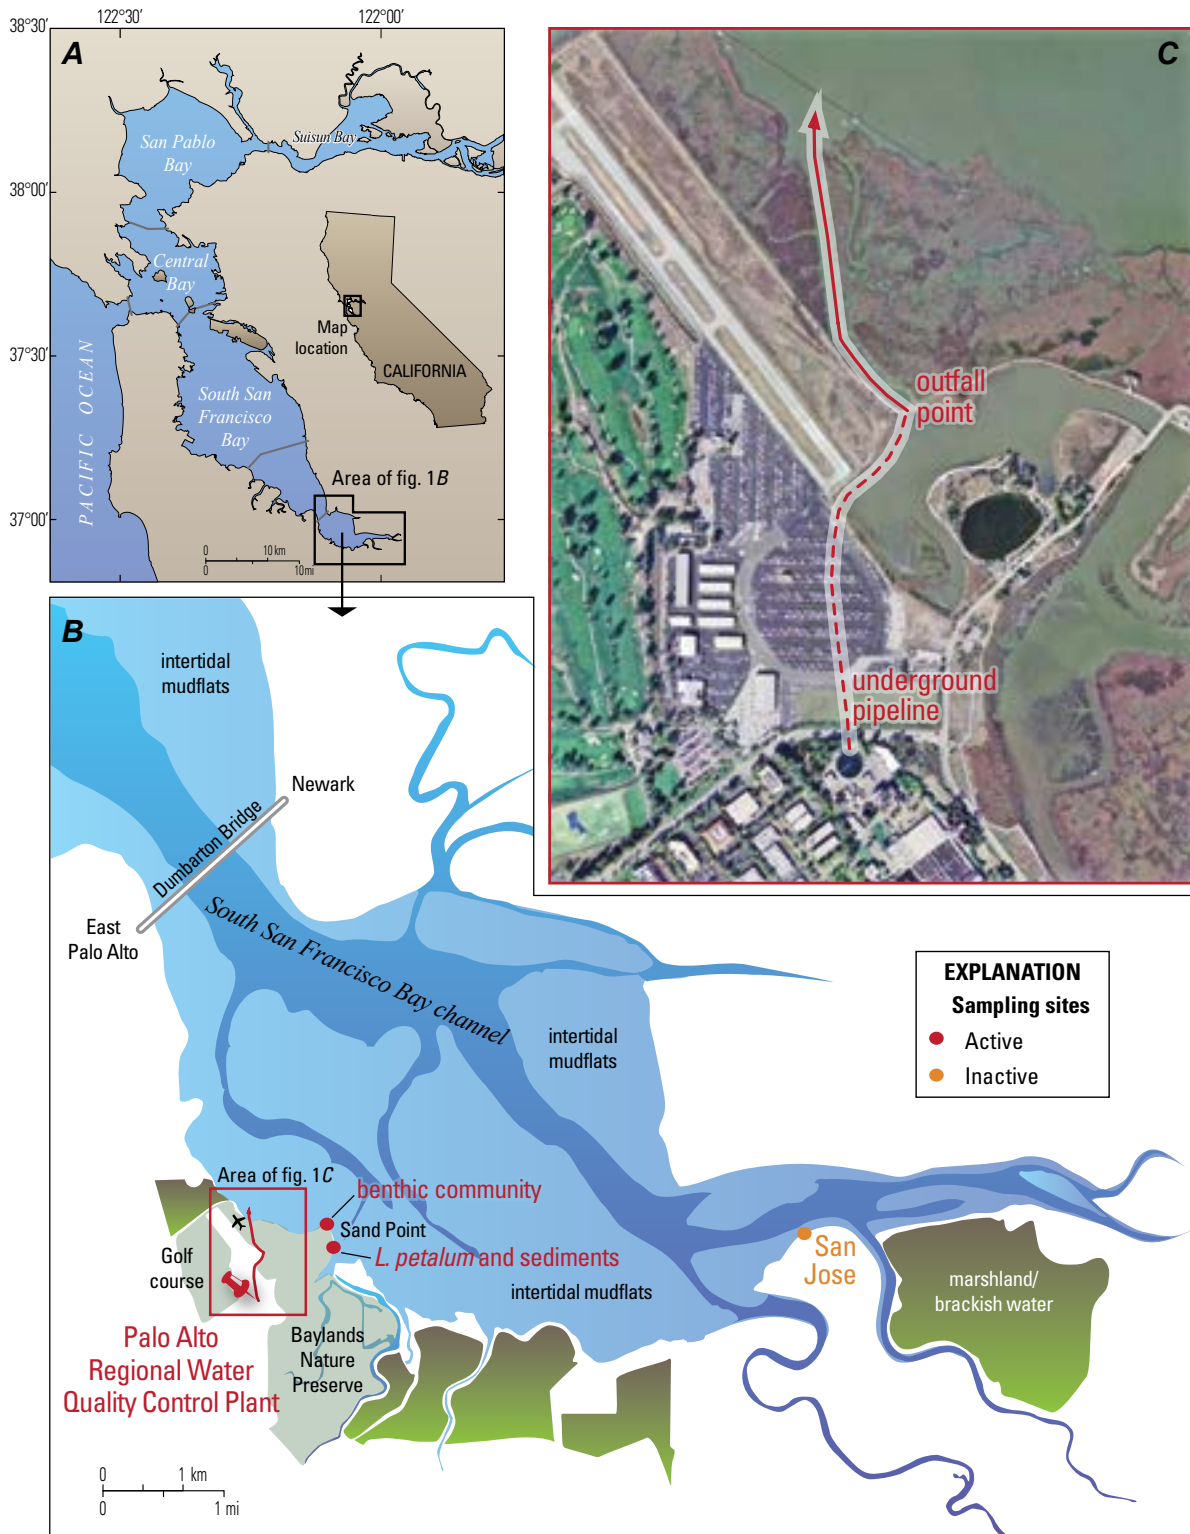 122°30′
122°00′
38°30′
38°00′
37°30′
37°00′
A
San Pablo
Bay
Suisun Bay
Central
Bay
South San
Francisco
Bay
PACIFIC OCEAN
Map
location
CALIFORNIA
Area of fig. 1B
0
10 km
0
10 mi
C
outfall
point
underground
pipeline
B
intertidal
mudflats
Newark
Dumbarton Bridge
East
Palo Alto
South San Francisco Bay channel
intertidal
mudflats
EXPLANATION
Sampling sites
Active
Inactive
Area of fig. 1C
benthic community
Sand Point
L. petalum and sediments
Golf
course
intertidal mudflats
San
Jose
marshland/
brackish water
Palo Alto
Regional Water
Quality Control Plant
Baylands
Nature
Preserve
0
1 km
0
1 mi